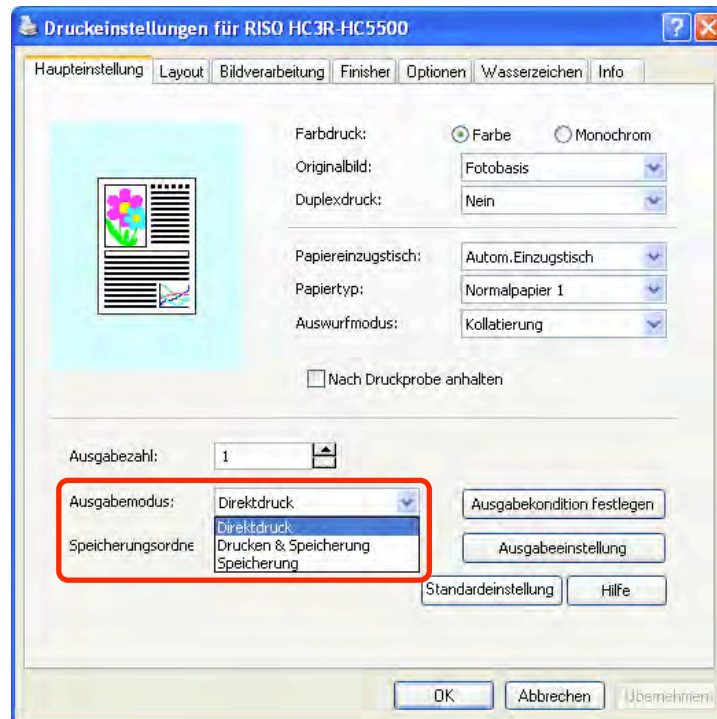 Druckeinstellungen für RISO HC3R-HC5500
Haupteinstellung Layout Bildverarbeitung Finisher Optionen Wasserzeichen Info
Farbdruck: Farbe Monochrom
Originalbild: Fotobasis
Duplexdruck: Nein
Papiereinzugstisch: Autom.Einzugstisch
Papiertyp: Normalpapier 1
Auswurfmodus: Kollatierung
Nach Druckprobe anhalten
Ausgabezahl: 1
Ausgabemodus: Direktdruck Ausgabekondition festlegen
Direktdruck
Speicherungsordne Drucken & Speicherung Ausgabeeinstellung
Speicherung
Standardeinstellung Hilfe
OK Abbrechen Übernehmen